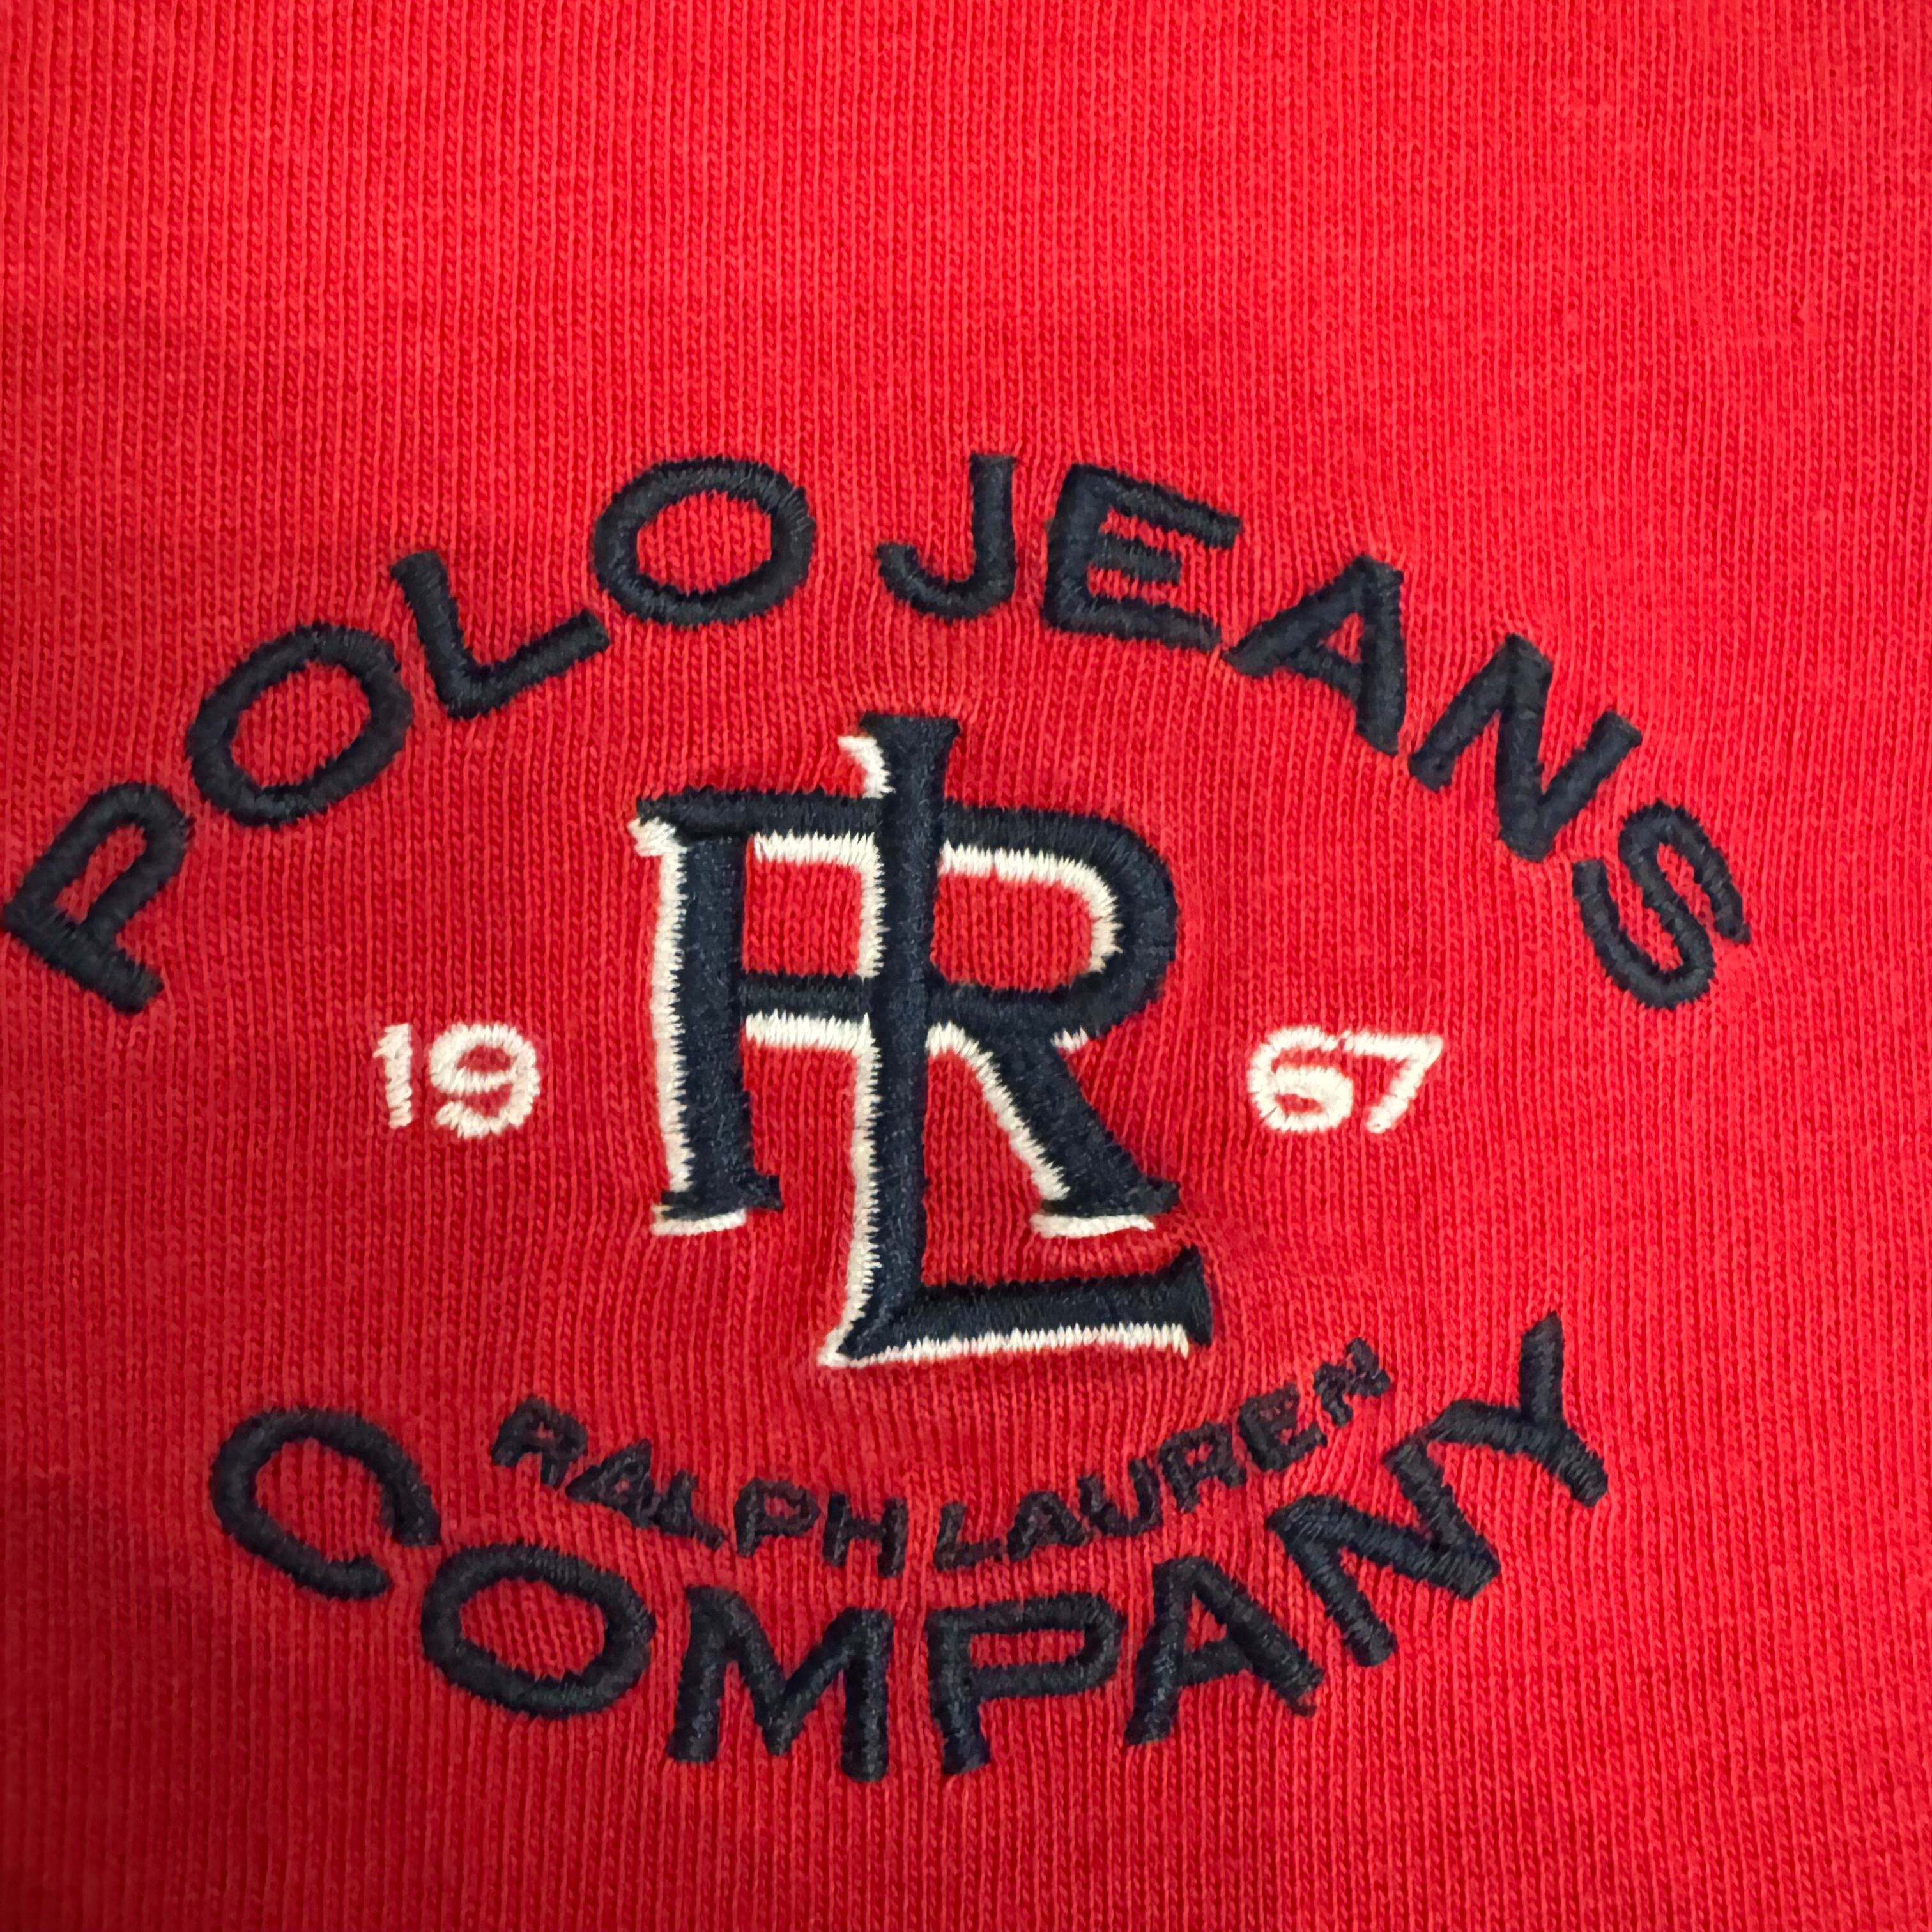 POLO JEANS
RL
19 67
RALPH LAUREN
COMPANY